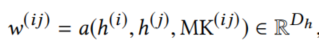 w^{(ij)} = a(h^{(i)}, h^{(j)}, MK^{(ij)}) ∈ ℝ^{D_h},